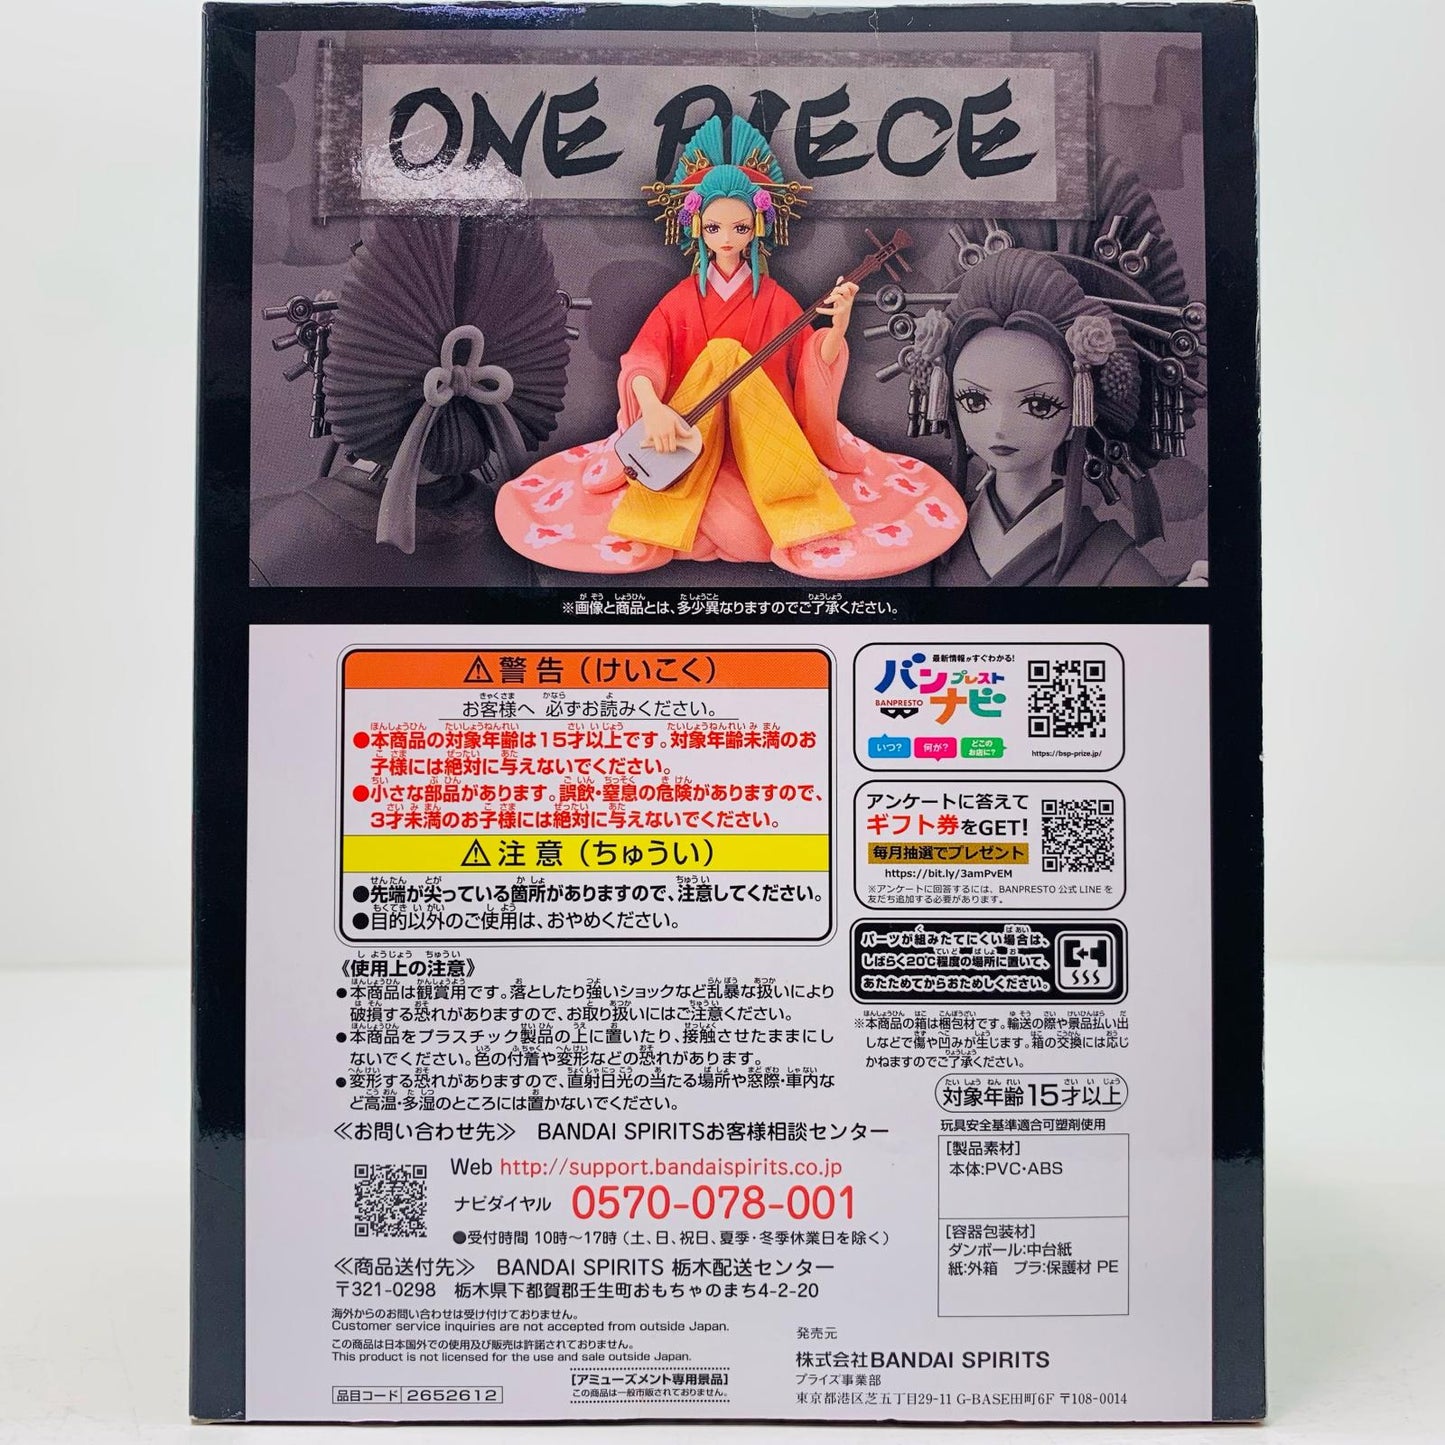 ONE PIECE
※画像と商品とは、多少異なりますのでご了承ください。
⚠警告（けいこく）
お客様へ 必ずお読みください。
●本商品の対象年齢は15才以上です。対象年齢未満のお
子様には絶対に与えないでください。
●小さな部品があります。誤飲・窒息の危険がありますので、
3才未満のお子様には絶対に与えないでください。
⚠注意（ちゅうい）
●先端が尖っている箇所がありますので、注意してください。
●目的以外のご使用は、おやめください。
《使用上の注意》
●本商品は観賞用です。落としたり強いショックなど乱暴な扱いにより
破損する恐れがありますので、お取り扱いにはご注意ください。
●本商品をプラスチック製品の上に置いたり、接触させたままにし
ないでください。色の付着や変形などの恐れがあります。
●変形する恐れがありますので、直射日光の当たる場所や窓際・車内な
ど高温・多湿のところには置かないでください。
≪お問い合わせ先≫ BANDAI SPIRITSお客様相談センター
Web http://support.bandaispirits.co.jp
ナビダイヤル 0570-078-001
●受付時間 10時～17時（土、日、祝日、夏季・冬季休業日を除く）
≪商品送付先≫ BANDAI SPIRITS 栃木配送センター
〒321-0298 栃木県下都賀郡壬生町おもちゃのまち4-2-20
海外からのお問い合わせは受け付けておりません。
Customer service inquiries are not accepted from outside Japan.
この商品は日本国外での使用及び販売は許諾されておりません。
This product is not licensed for the use and sale outside Japan.
[アミューズメント専用景品]
この商品は一般市販されておりません。
品目コード 2652612
最新情報がすぐわかる!
バンプレストナビ
BANPRESTO
いつ?
何が?
どこの
お店に?
https://bsp-prize.jp/
アンケートに答えて
ギフト券をGET!
毎月抽選でプレゼント
https://bit.ly/3amPvEM
※アンケートに回答するには、BANPRESTO 公式 LINE を
友だち追加する必要があります。
パーツが組みたてにくい場合は、
しばらく20℃程度の場所に置いて、
あたためてからおためしください。
※本商品の箱は梱包材です。輸送の際や景品払い出
しなどで傷や凹みが生じます。箱の交換には応じ
かねますのでご了承ください。
対象年齢15才以上
玩具安全基準適合可塑剤使用
[製品素材]
本体:PVC・ABS
[容器包装材]
ダンボール:中台紙
紙:外箱 プラ:保護材 PE
発売元
株式会社BANDAI SPIRITS
プライズ事業部
東京都港区芝五丁目29-11 G-BASE田町6F 〒108-0014